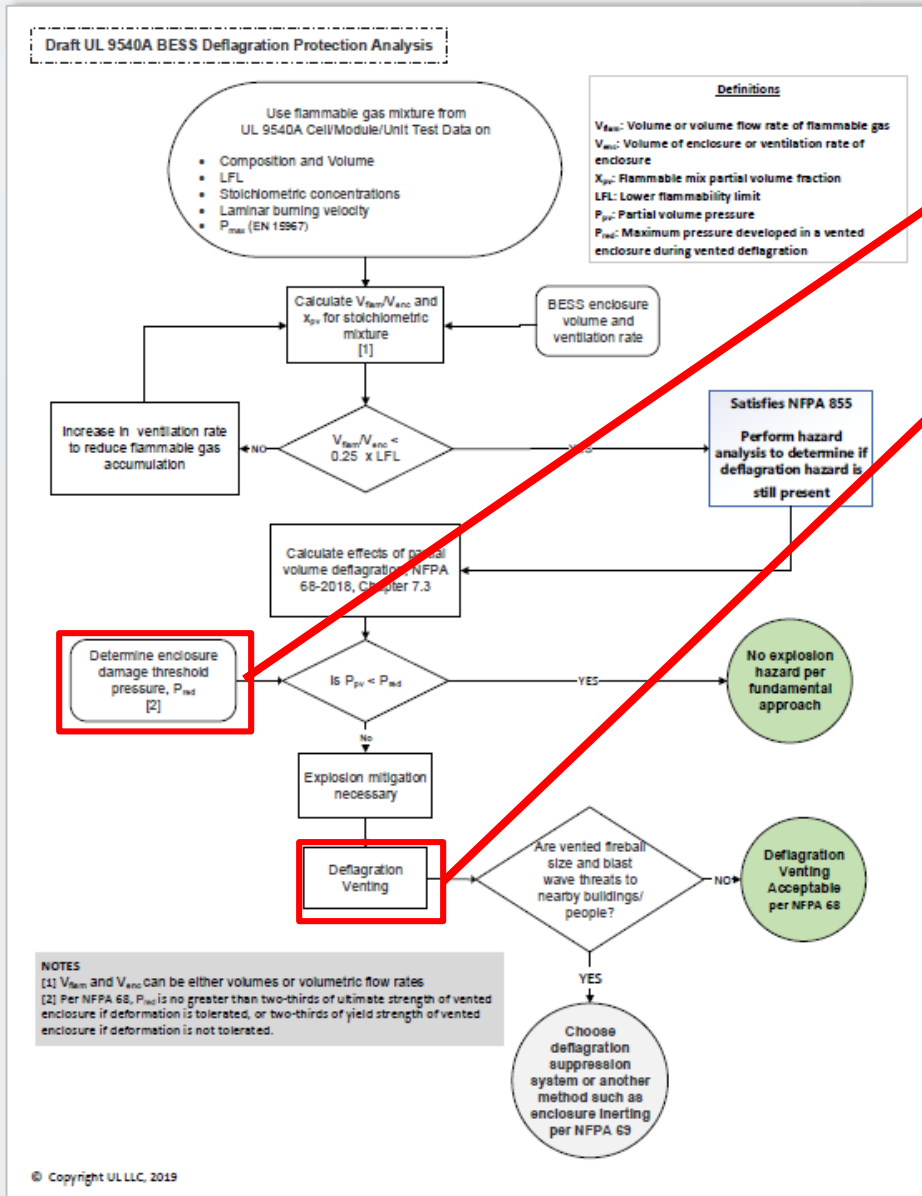 Draft UL 9540A BESS Deflagration Protection Analysis
Use flammable gas mixture from
UL 9540A Cell/Module/Unit Test Data on
• Composition and Volume
• LFL
• Stoichiometric concentrations
• Laminar burning velocity
• Pmax (EN 15967)
Definitions
Vflam: Volume or volume flow rate of flammable gas
Venc: Volume of enclosure or ventilation rate of
enclosure
Xpv: Flammable mix partial volume fraction
LFL: Lower flammability limit
Ppv: Partial volume pressure
Pred: Maximum pressure developed in a vented
enclosure during vented deflagration
Calculate Vflam/Venc and
xpv for stoichiometric
mixture
[1]
BESS enclosure
volume and
ventilation rate
Increase in ventilation rate
to reduce flammable gas
accumulation
NO
Vflam/Venc <
0.25 x LFL
YES
Satisfies NFPA 855
Perform hazard
analysis to determine if
deflagration hazard is
still present
Calculate effects of partial
volume deflagration, NFPA
68-2018, Chapter 7.3
Determine enclosure
damage threshold
pressure, Pred
[2]
Is Ppv < Pred
YES
No explosion
hazard per
fundamental
approach
No
Explosion mitigation
necessary
Deflagration
Venting
Are vented fireball
size and blast
wave threats to
nearby buildings/
people?
NO
Deflagration
Venting
Acceptable
per NFPA 68
YES
Choose
deflagration
suppression
system or another
method such as
enclosure inerting
per NFPA 69
NOTES
[1] Vflam and Venc can be either volumes or volumetric flow rates
[2] Per NFPA 68, Pred is no greater than two-thirds of ultimate strength of vented
enclosure if deformation is tolerated, or two-thirds of yield strength of vented
enclosure if deformation is not tolerated.
© Copyright UL LLC, 2019